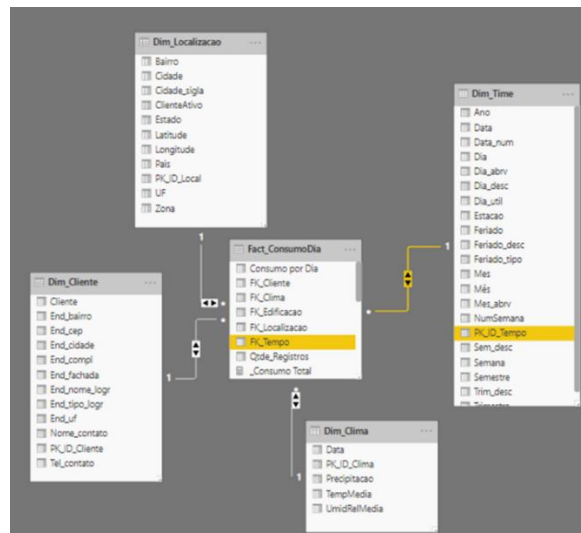 Dim_Localizacao
Bairro
Cidade
Cidade_sigla
ClienteAtivo
Estado
Latitude
Longitude
Pais
PK_ID_Local
UF
Zona
Dim_Time
Ano
Data
Data_num
Dia
Dia_abrv
Dia_desc
Dia_util
Estacao
Feriado
Feriado_desc
Feriado_tipo
Mes
Mês
Mes_abrv
NumSemana
PK_ID_Tempo
Sem_desc
Semana
Semestre
Trim_desc
Trimestre
1
1
Fact_ConsumoDia
Consumo por Dia
FK_Cliente
FK_Clima
FK_Edificacao
FK_Localizacao
FK_Tempo
Qtde_Registros
_Consumo Total
*
*
*
*
Dim_Cliente
Cliente
End_bairro
End_cep
End_cidade
End_compl
End_fachada
End_nome_logr
End_tipo_logr
End_uf
Nome_contato
PK_ID_Cliente
Tel_contato
1
Dim_Clima
Data
PK_ID_Clima
Precipitacao
TempMedia
UmidRelMedia
1